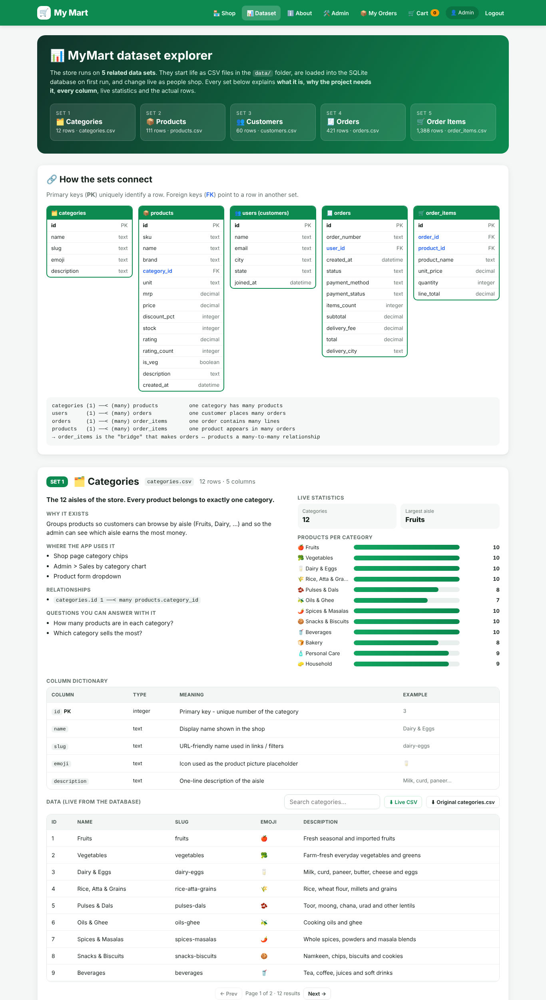 🛒 My Mart
🏪 Shop 📊 Dataset ℹ️ About 🛠️ Admin 📦 My Orders 🛒 Cart 0 👤 Admin Logout
📊 MyMart dataset explorer
The store runs on 5 related data sets. They start life as CSV files in the data/ folder, are loaded into the SQLite
database on first run, and change live as people shop. Every set below explains what it is, why the project needs
it, every column, live statistics and the actual rows.
SET 1
🗂️ Categories
12 rows · categories.csv
SET 2
📦 Products
111 rows · products.csv
SET 3
👥 Customers
60 rows · customers.csv
SET 4
🧾 Orders
421 rows · orders.csv
SET 5
🛒 Order Items
1,388 rows · order_items.csv
🔗 How the sets connect
Primary keys (PK) uniquely identify a row. Foreign keys (FK) point to a row in another set.
🗂️ categories
id PK
name text
slug text
emoji text
description text
📦 products
id PK
sku text
name text
brand text
category_id FK
unit text
mrp decimal
price decimal
discount_pct integer
stock integer
rating decimal
rating_count integer
is_veg boolean
description text
created_at datetime
👥 users (customers)
id PK
name text
email text
city text
state text
joined_at datetime
🧾 orders
id PK
order_number text
user_id FK
created_at datetime
status text
payment_method text
payment_status text
items_count integer
subtotal decimal
delivery_fee decimal
total decimal
delivery_city text
🛒 order_items
id PK
order_id FK
product_id FK
product_name text
unit_price decimal
quantity integer
line_total decimal
categories (1) ──< (many) products one category has many products
users (1) ──< (many) orders one customer places many orders
orders (1) ──< (many) order_items one order contains many lines
products (1) ──< (many) order_items one product appears in many orders
→ order_items is the "bridge" that makes orders ↔ products a many-to-many relationship
SET 1 🗂️ Categories categories.csv 12 rows · 5 columns
The 12 aisles of the store. Every product belongs to exactly one category.
WHY IT EXISTS
Groups products so customers can browse by aisle (Fruits, Dairy, ...) and so the
admin can see which aisle earns the most money.
WHERE THE APP USES IT
• Shop page category chips
• Admin > Sales by category chart
• Product form dropdown
RELATIONSHIPS
• categories.id 1 ──< many products.category_id
QUESTIONS YOU CAN ANSWER WITH IT
• How many products are in each category?
• Which category sells the most?
LIVE STATISTICS
Categories
12
Largest aisle
Fruits
PRODUCTS PER CATEGORY
🍎 Fruits 10
🥦 Vegetables 10
🥛 Dairy & Eggs 10
🌾 Rice, Atta & Gra... 10
🫘 Pulses & Dals 8
🫒 Oils & Ghee 7
🌶️ Spices & Masalas 10
🍪 Snacks & Biscuits 10
🥤 Beverages 10
🍞 Bakery 8
🧴 Personal Care 9
🧽 Household 9
COLUMN DICTIONARY
COLUMN TYPE MEANING EXAMPLE
id PK integer Primary key - unique number of the category 3
name text Display name shown in the shop Dairy & Eggs
slug text URL-friendly name used in links / filters dairy-eggs
emoji text Icon used as the product picture placeholder 🥛
description text One-line description of the aisle Milk, curd, paneer...
DATA (LIVE FROM THE DATABASE) Search categories... ⬇ Live CSV ⬇ Original categories.csv
ID NAME SLUG EMOJI DESCRIPTION
1 Fruits fruits 🍎 Fresh seasonal and imported fruits
2 Vegetables vegetables 🥦 Farm-fresh everyday vegetables and greens
3 Dairy & Eggs dairy-eggs 🥛 Milk, curd, paneer, butter, cheese and eggs
4 Rice, Atta & Grains rice-atta-grains 🌾 Rice, wheat flour, millets and grains
5 Pulses & Dals pulses-dals 🫘 Toor, moong, chana, urad and other lentils
6 Oils & Ghee oils-ghee 🫒 Cooking oils and ghee
7 Spices & Masalas spices-masalas 🌶️ Whole spices, powders and masala blends
8 Snacks & Biscuits snacks-biscuits 🍪 Namkeen, chips, biscuits and cookies
9 Beverages beverages 🥤 Tea, coffee, juices and soft drinks
← Prev Page 1 of 2 · 12 results Next →